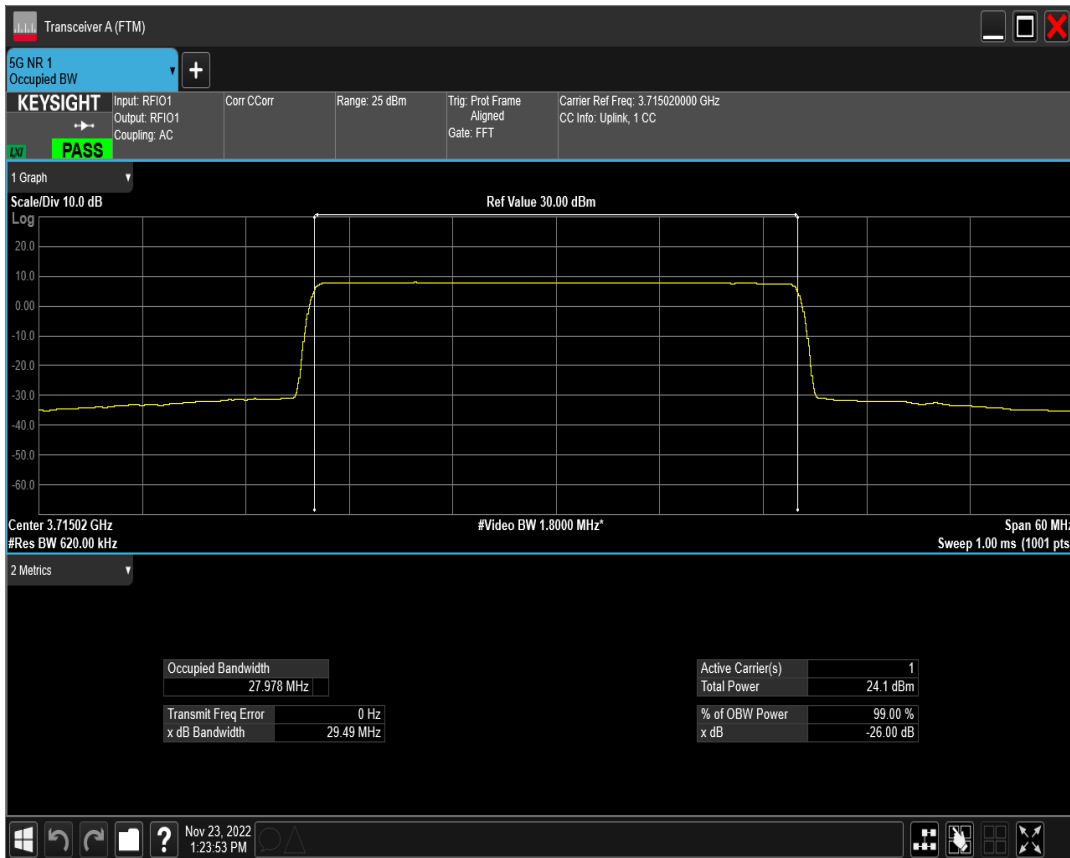 Transceiver A (FTM)
5G NR 1
Occupied BW
+
KEYSIGHT
LXI
PASS
Input: RFIO1
Output: RFIO1
Coupling: AC
Corr CCorr
Range: 25 dBm
Trig: Prot Frame
Aligned
Gate: FFT
Carrier Ref Freq: 3.715020000 GHz
CC Info: Uplink, 1 CC
1 Graph
Scale/Div 10.0 dB
Ref Value 30.00 dBm
Log
20.0
10.0
0.00
-10.0
-20.0
-30.0
-40.0
-50.0
-60.0
Center 3.71502 GHz
#Video BW 1.8000 MHz*
Span 60 MHz
#Res BW 620.00 kHz
Sweep 1.00 ms (1001 pts
2 Metrics
Occupied Bandwidth
27.978 MHz
Transmit Freq Error 0 Hz
x dB Bandwidth 29.49 MHz
Active Carrier(s) 1
Total Power 24.1 dBm
% of OBW Power 99.00 %
x dB -26.00 dB
?
Nov 23, 2022
1:23:53 PM